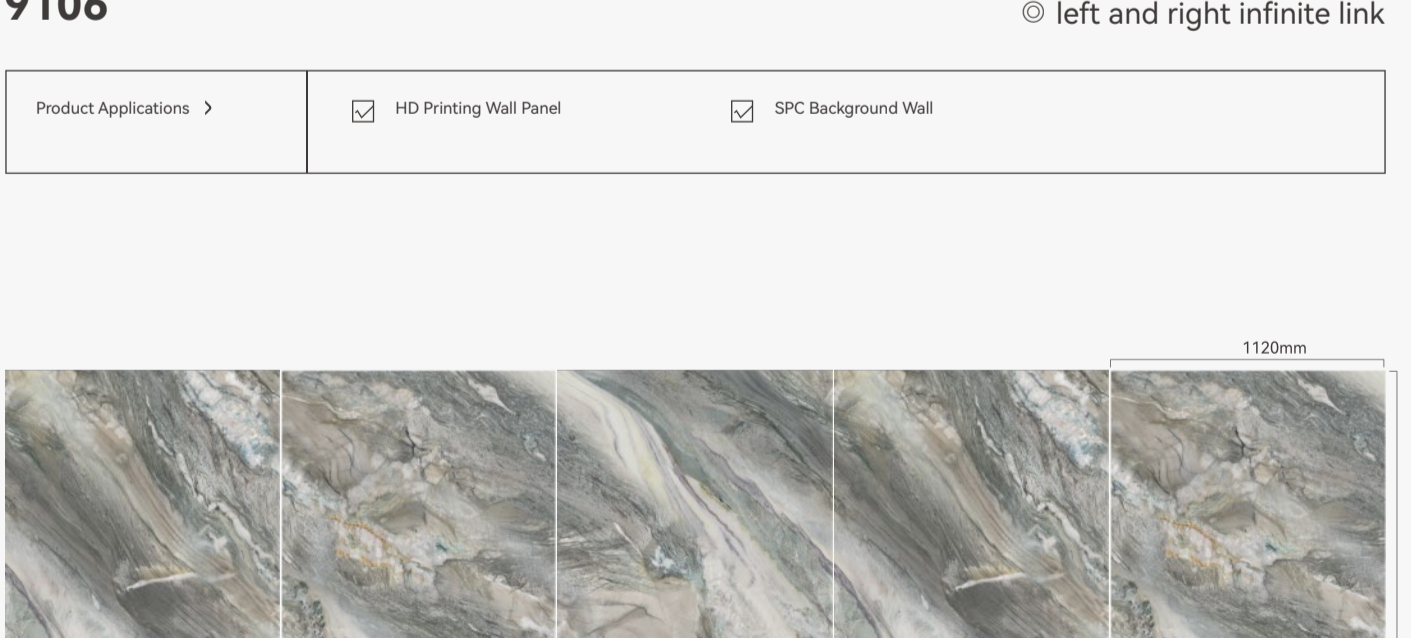 9106
◎ left and right infinite link
Product Applications >
☑ HD Printing Wall Panel
☑ SPC Background Wall
1120mm